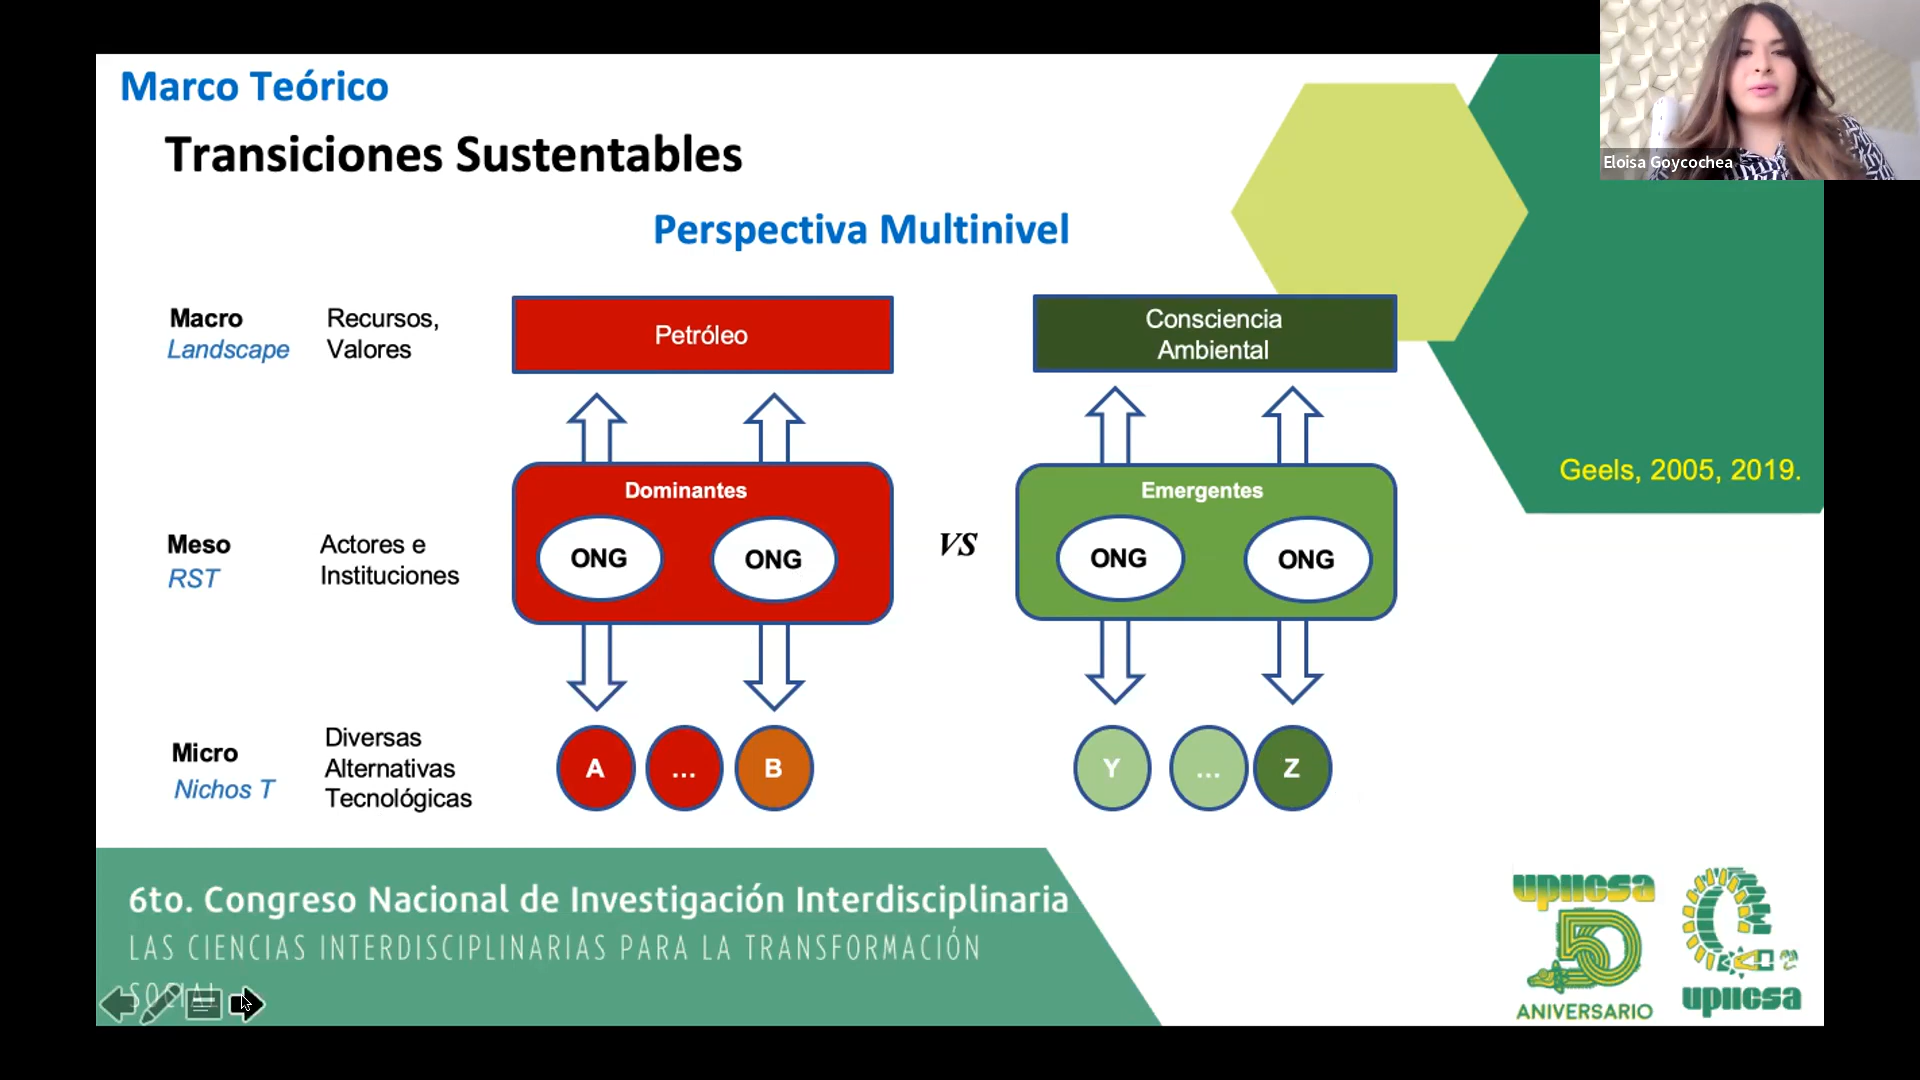 Marco Teórico
Transiciones Sustentables
Perspectiva Multinivel
Eloisa Goycochea
Macro
Landscape
Recursos,
Valores
Petróleo
Consciencia
Ambiental
Geels, 2005, 2019.
Dominantes
Emergentes
Meso
RST
Actores e
Instituciones
ONG
ONG
VS
ONG
ONG
Micro
Nichos T
Diversas
Alternativas
Tecnológicas
A
...
B
Y
...
Z
6to. Congreso Nacional de Investigación Interdisciplinaria
LAS CIENCIAS INTERDISCIPLINARIAS PARA LA TRANSFORMACIÓN
SOCIAL
upiicsa
50
ANIVERSARIO
upiicsa